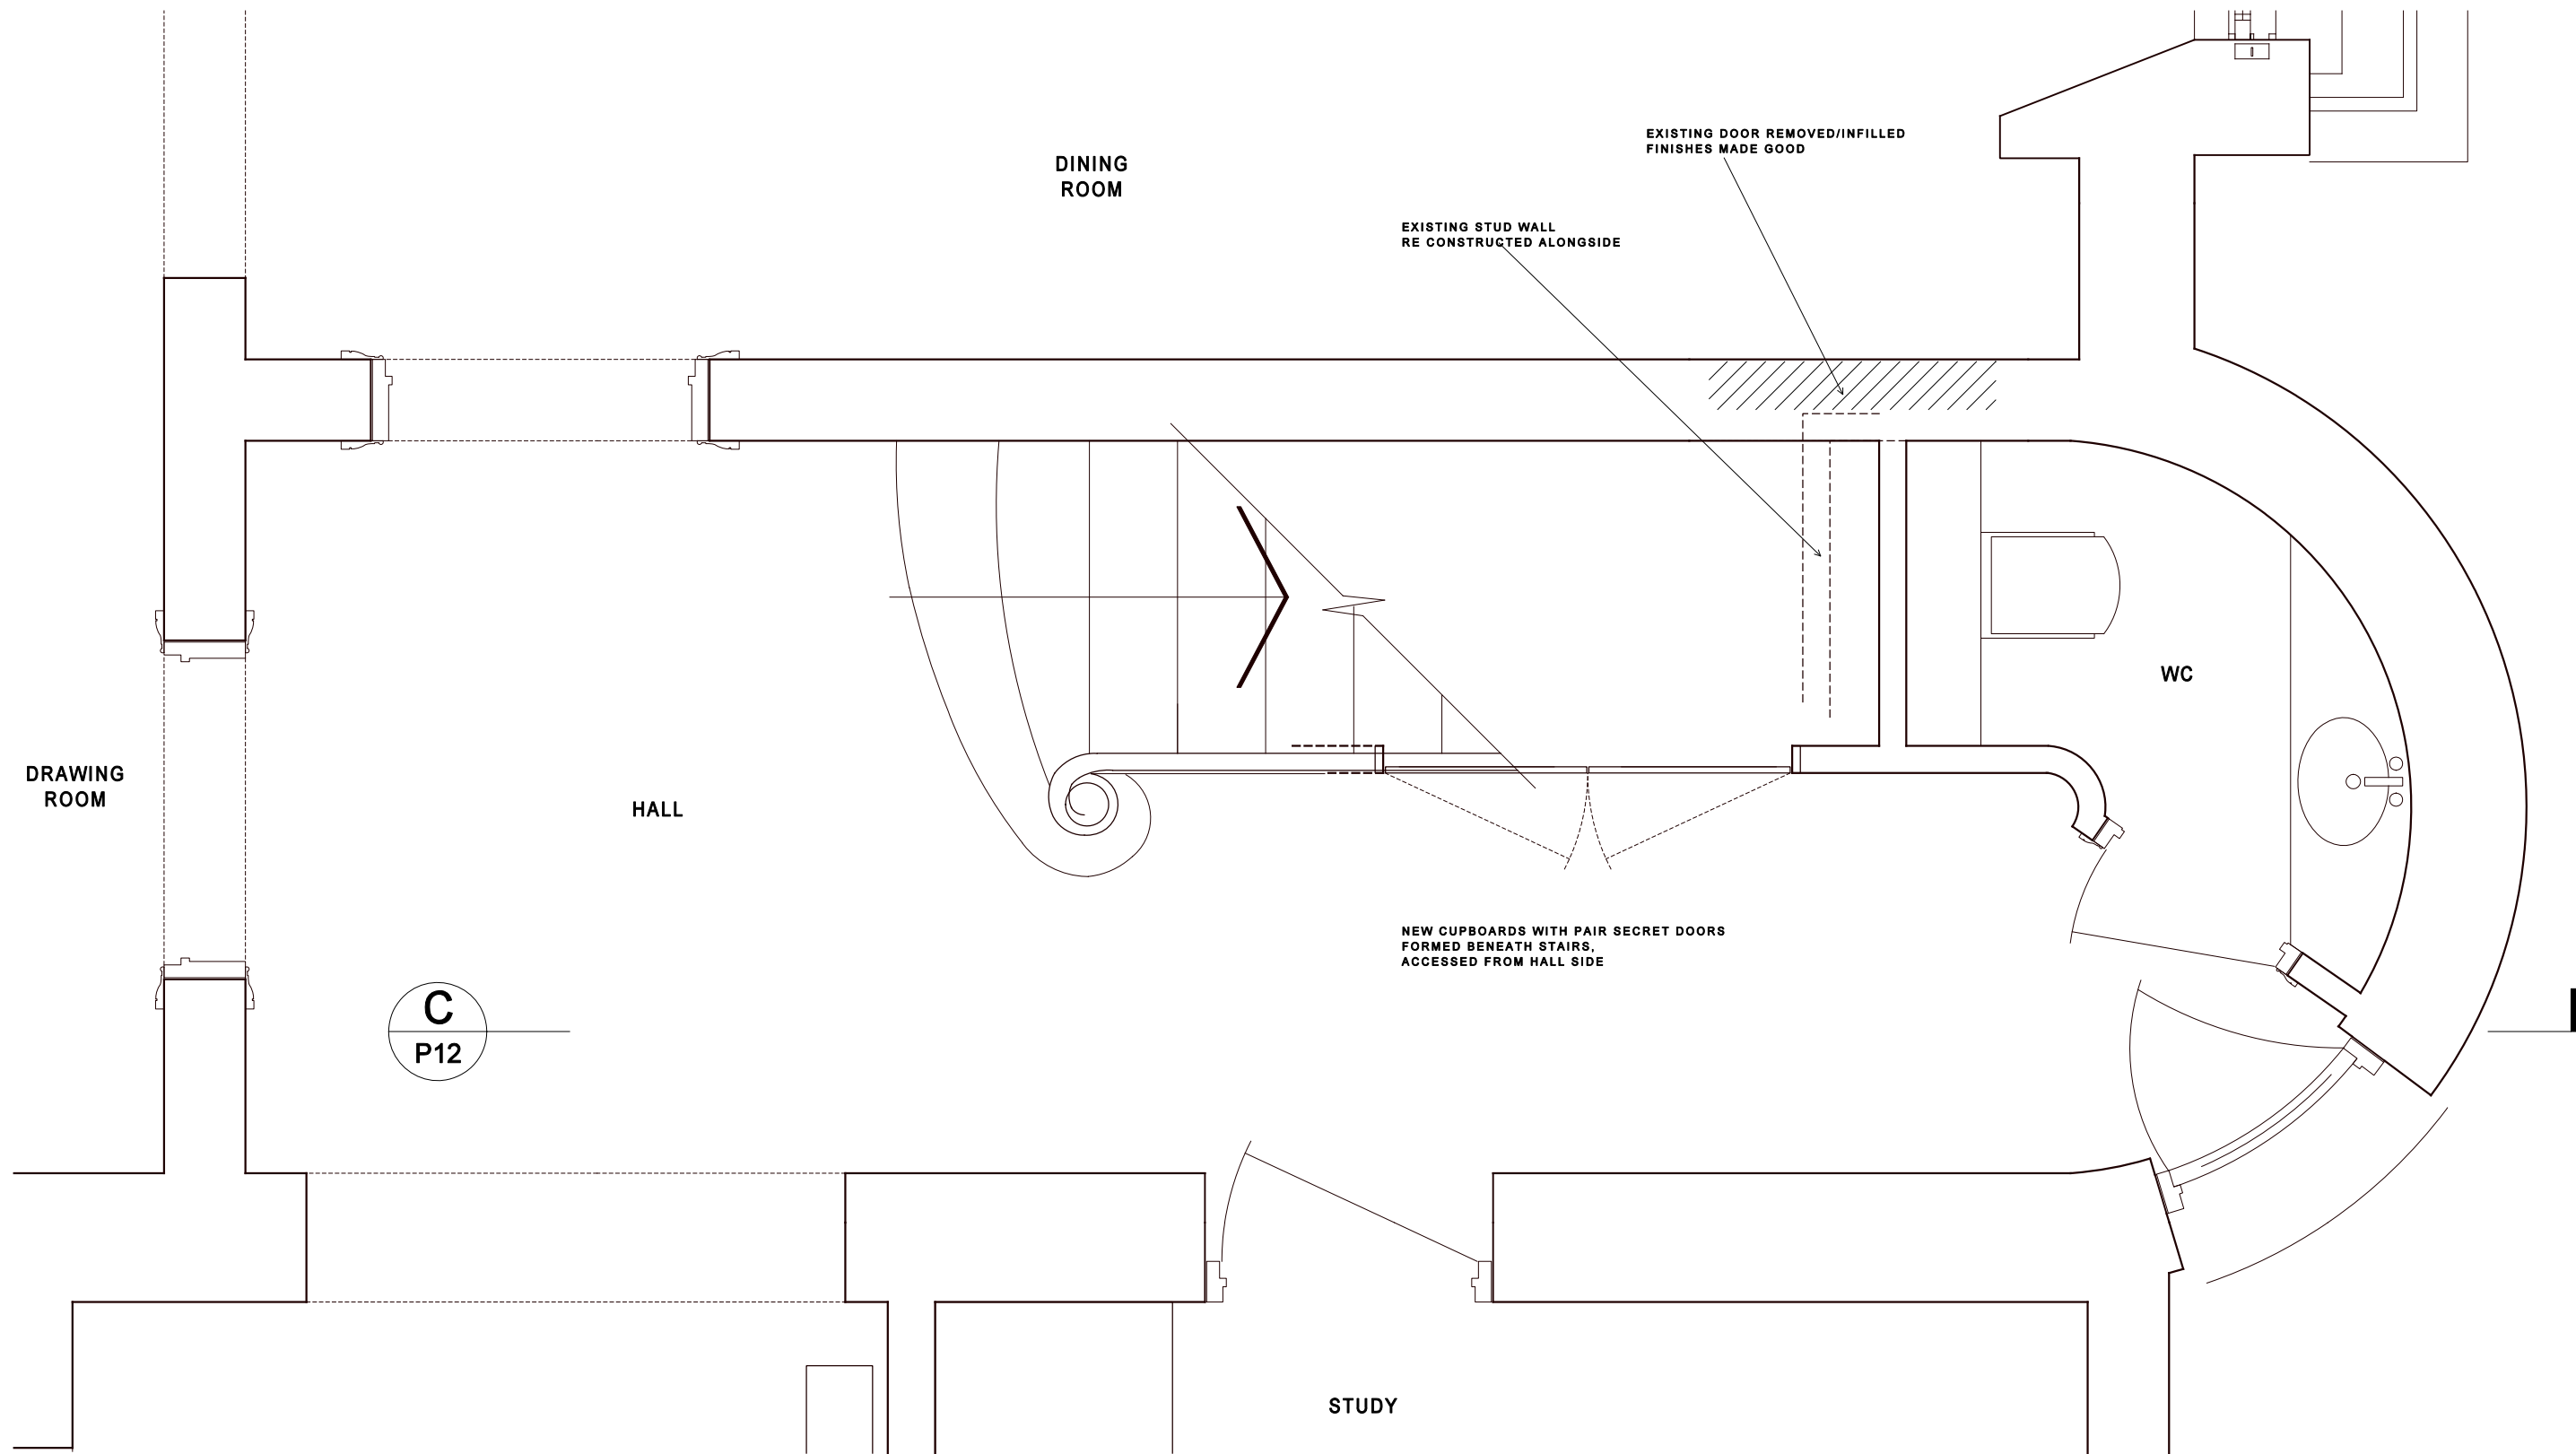 EXISTING DOOR REMOVED/INFILLED
FINISHES MADE GOOD
DINING
ROOM
EXISTING STUD WALL
RE CONSTRUCTED ALONGSIDE
WC
DRAWING
ROOM
HALL
NEW CUPBOARDS WITH PAIR SECRET DOORS
FORMED BENEATH STAIRS,
ACCESSED FROM HALL SIDE
C
P12
STUDY